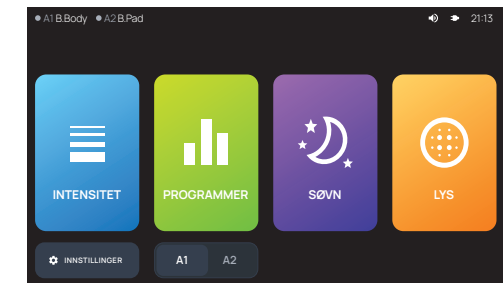 A1 B.Body A2 B.Pad 21:13
INTENSITET PROGRAMMER SØVN LYS
INNSTILLINGER A1 A2